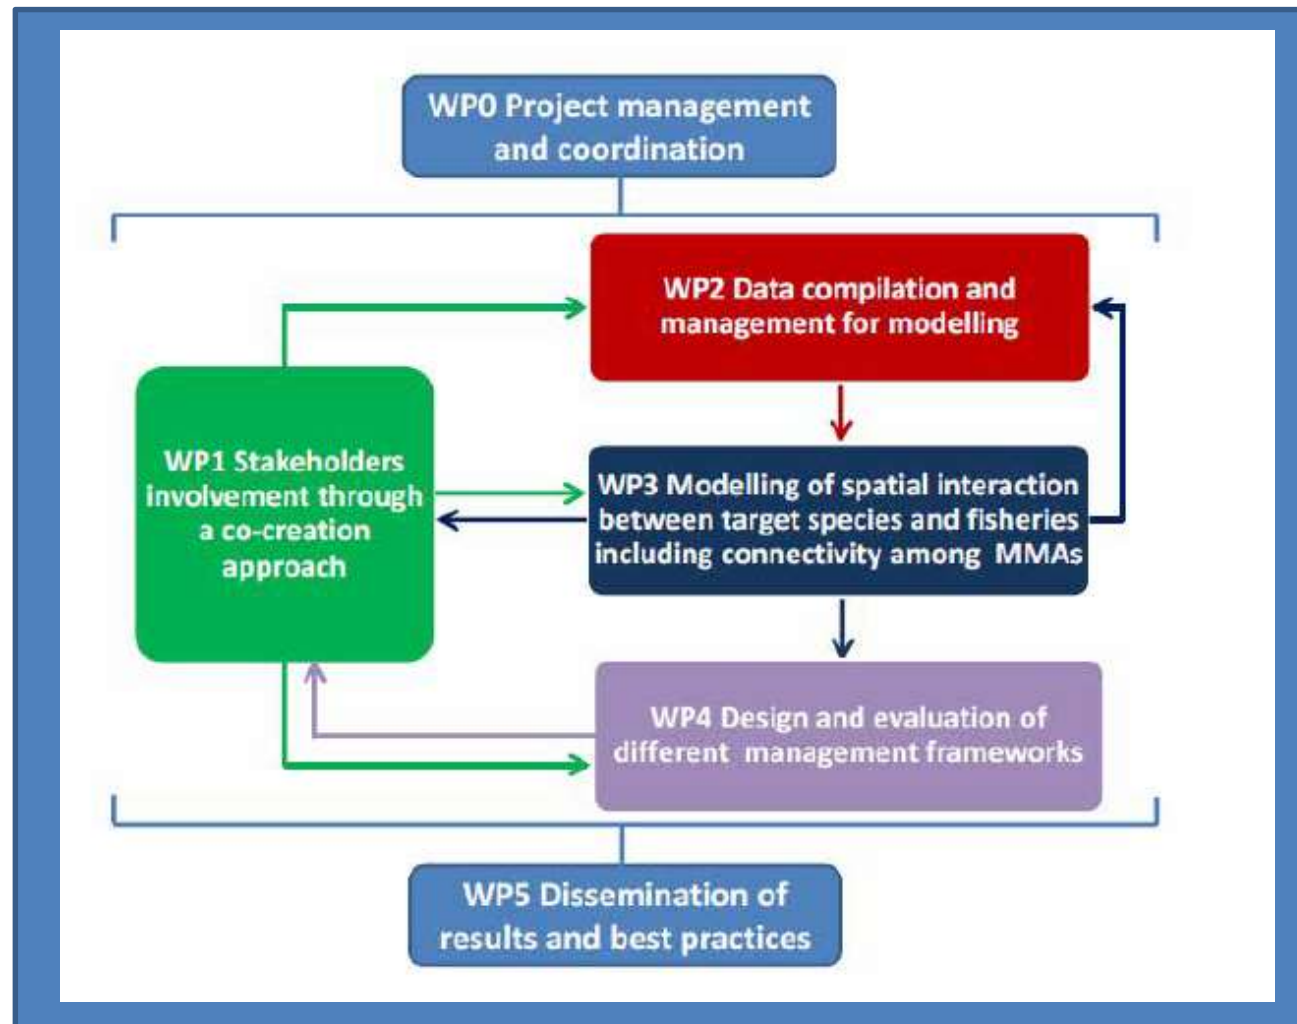 WP0 Project management
and coordination
WP2 Data compilation and
management for modelling
WP1 Stakeholders
involvement through
a co-creation
approach
WP3 Modelling of spatial interaction
between target species and fisheries
including connectivity among MMAs
WP4 Design and evaluation of
different management frameworks
WP5 Dissemination of
results and best practices